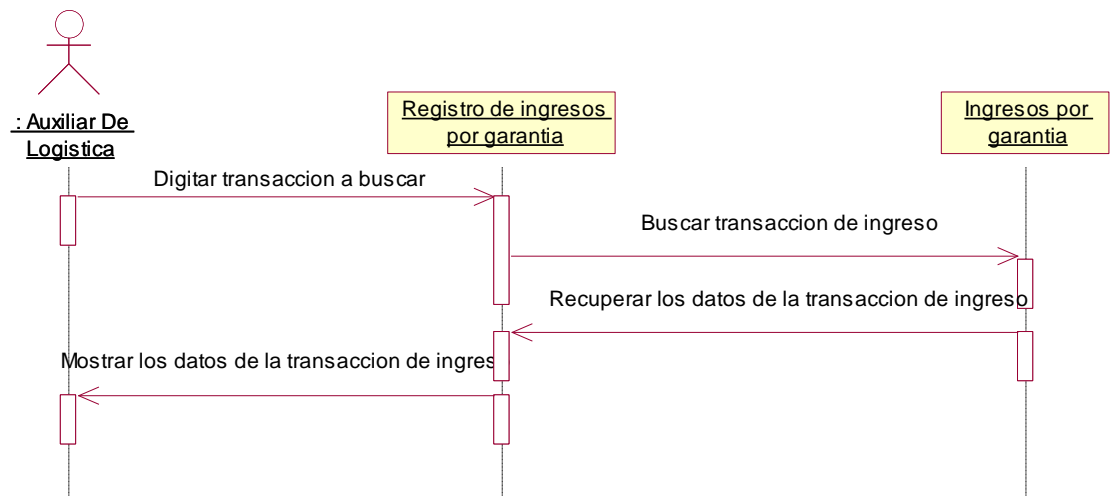 : Auxiliar De
Logistica
Registro de ingresos
por garantia
Ingresos por
garantia
Digitar transaccion a buscar
Buscar transaccion de ingreso
Recuperar los datos de la transaccion de ingreso
Mostrar los datos de la transaccion de ingreso